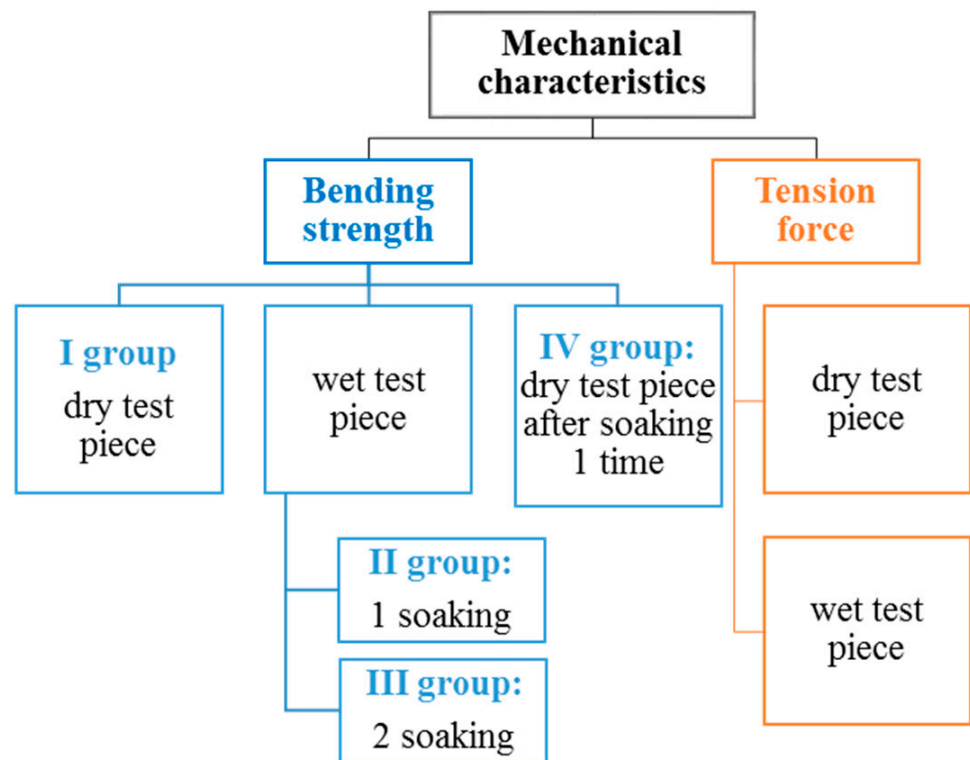 Mechanical
characteristics
Bending
strength
Tension
force
I group
dry test
piece
wet test
piece
IV group:
dry test piece
after soaking
1 time
dry test
piece
II group:
1 soaking
III group:
2 soaking
wet test
piece